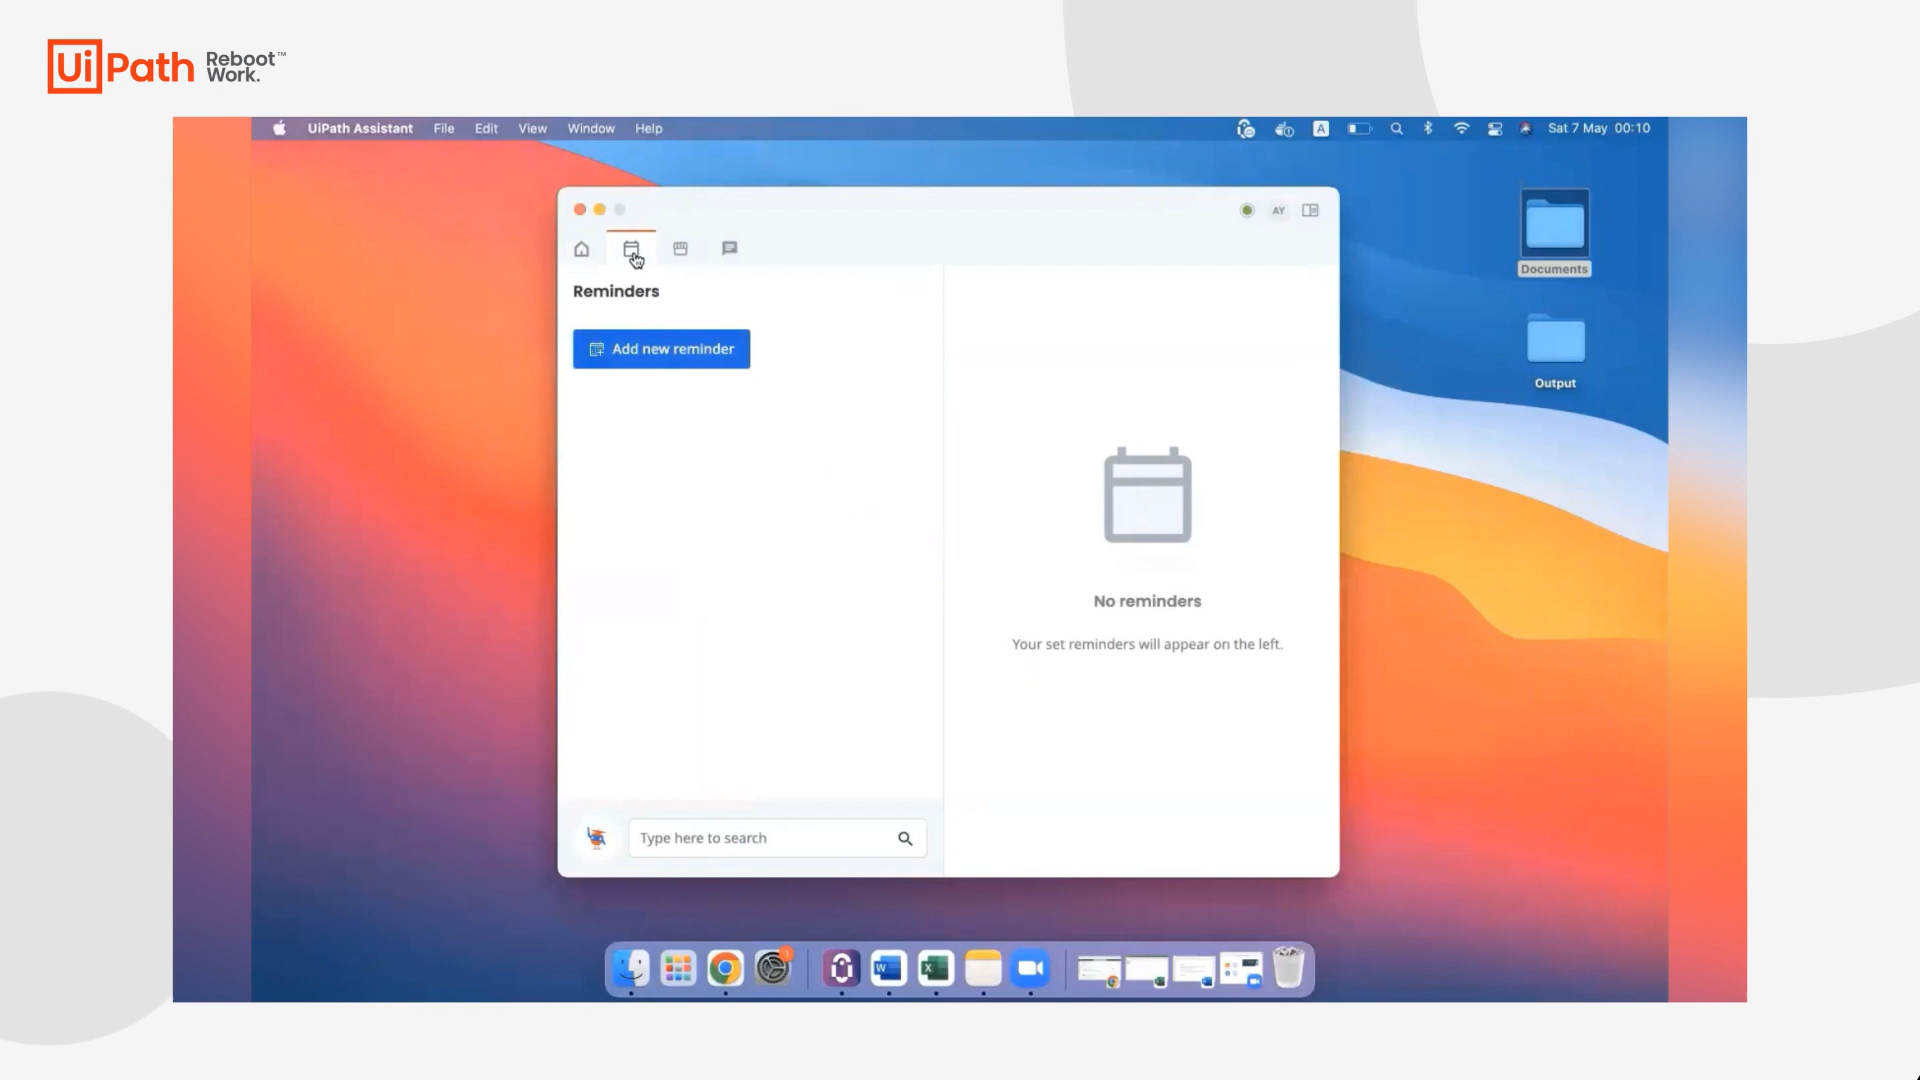 UiPath Reboot™
Work.
UiPath Assistant File Edit View Window Help
A
Sat 7 May 00:10
AY
Documents
Output
Reminders
Add new reminder
No reminders
Your set reminders will appear on the left.
Type here to search
1
W
X